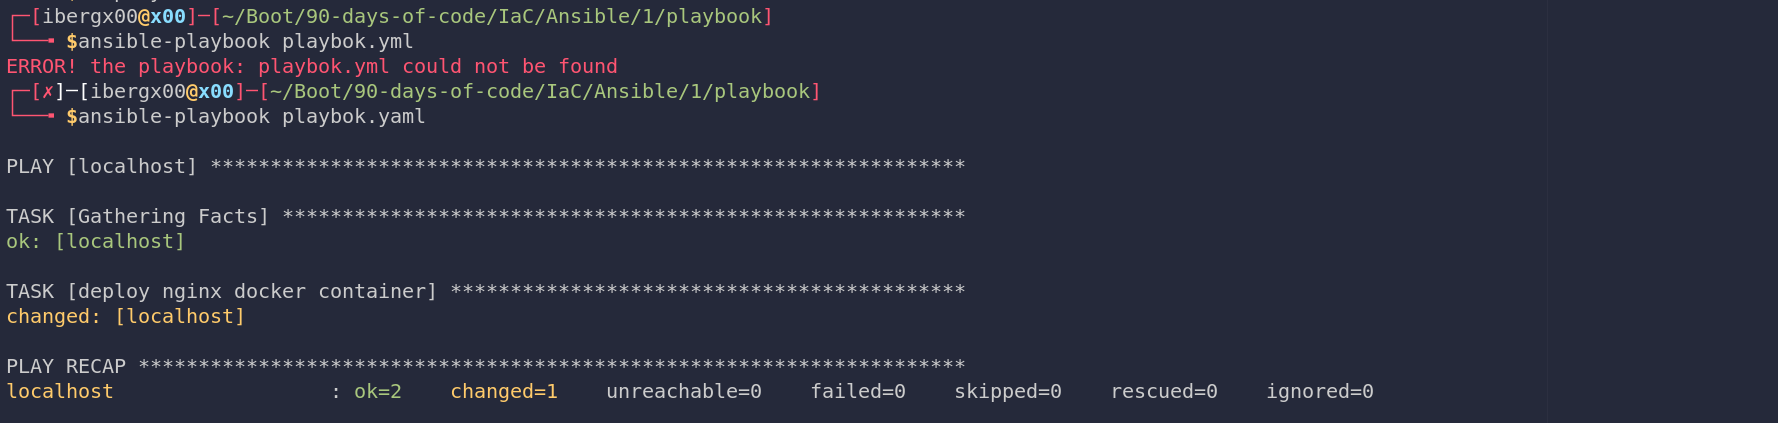 ┌─[ibergx00@x00]─[~/Boot/90-days-of-code/IaC/Ansible/1/playbook]
└──╼ $ansible-playbook playbok.yml
ERROR! the playbook: playbok.yml could not be found
┌─[✗]─[ibergx00@x00]─[~/Boot/90-days-of-code/IaC/Ansible/1/playbook]
└──╼ $ansible-playbook playbok.yaml
PLAY [localhost] ***************************************************************
TASK [Gathering Facts] *********************************************************
ok: [localhost]
TASK [deploy nginx docker container] *******************************************
changed: [localhost]
PLAY RECAP *********************************************************************
localhost                  : ok=2    changed=1    unreachable=0    failed=0    skipped=0    rescued=0    ignored=0